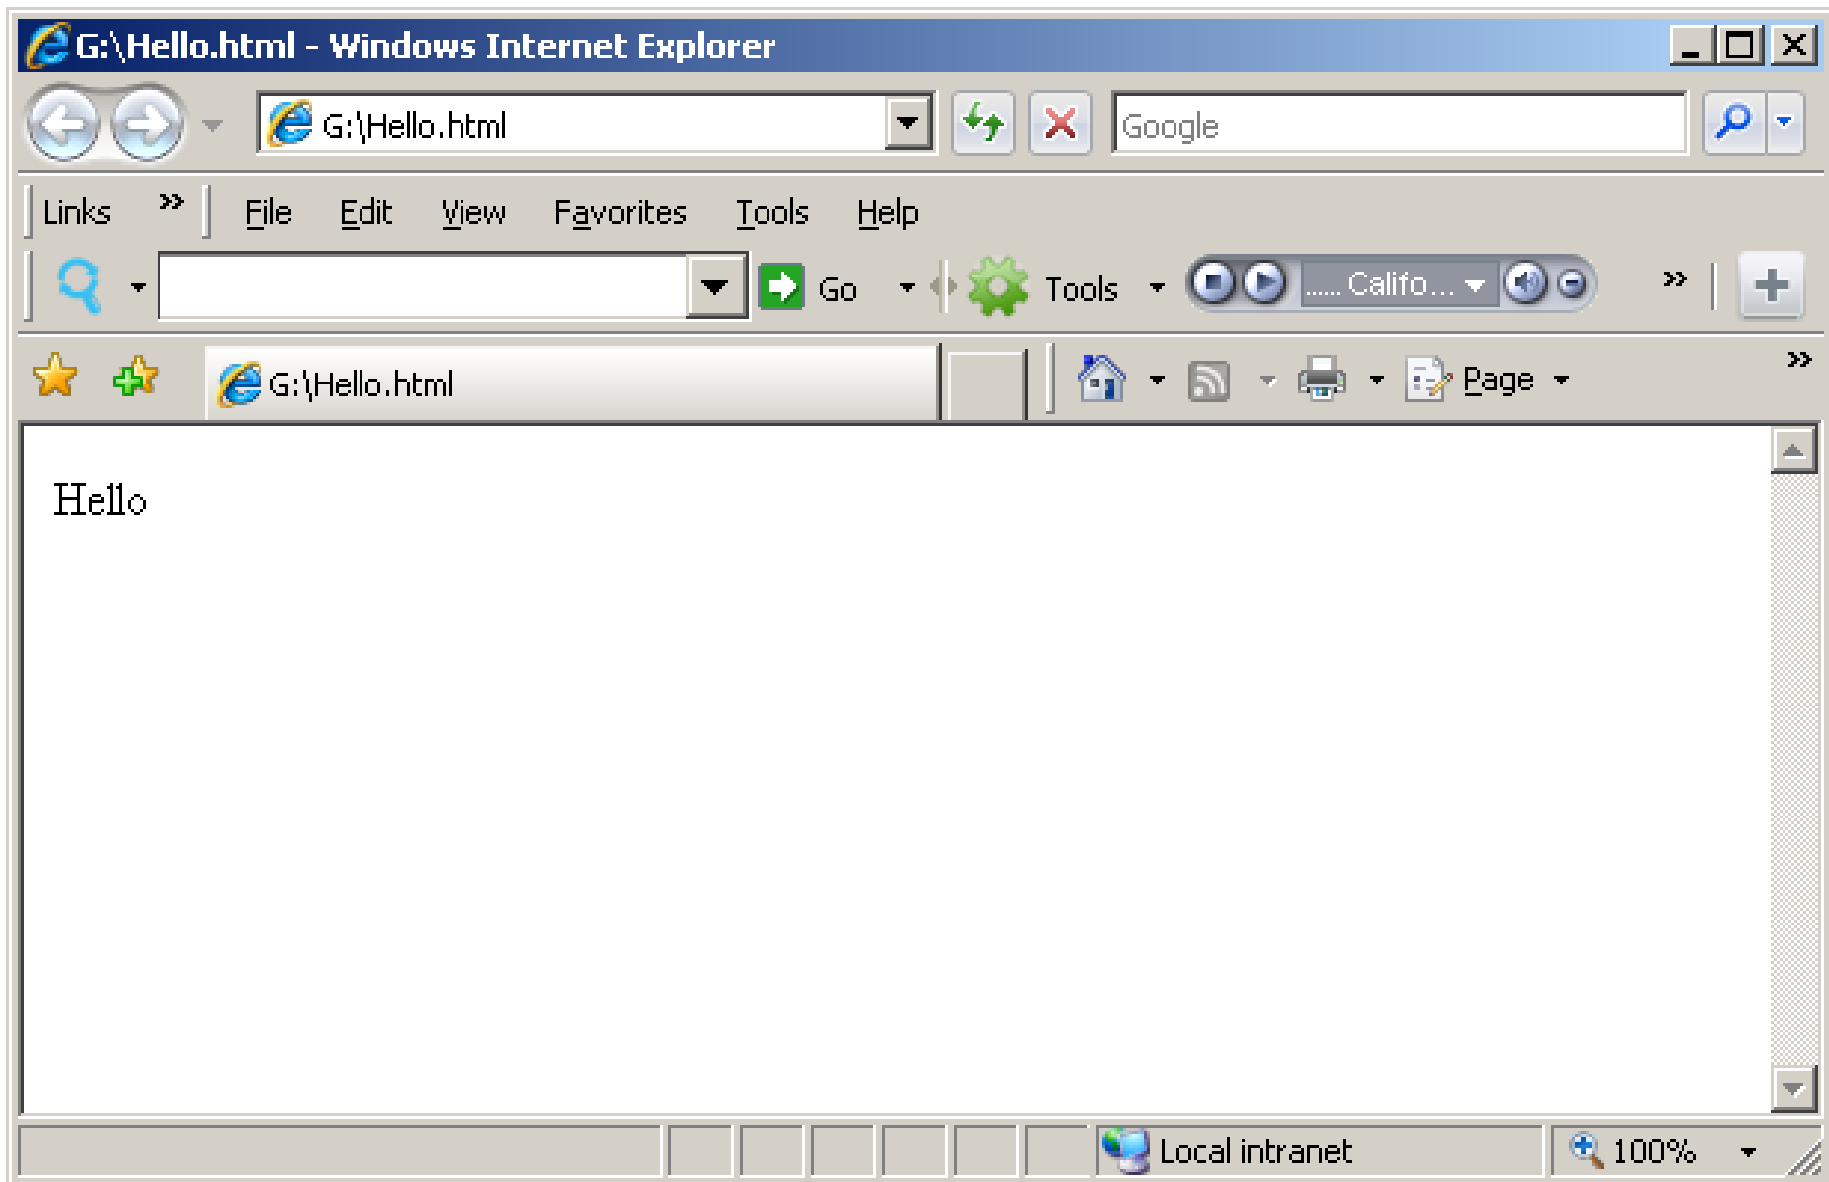 G:\Hello.html - Windows Internet Explorer
G:\Hello.html
Google
Links » File Edit View Favorites Tools Help
Go Tools ...... Califo... »
G:\Hello.html Page »
Hello
Local intranet 100%